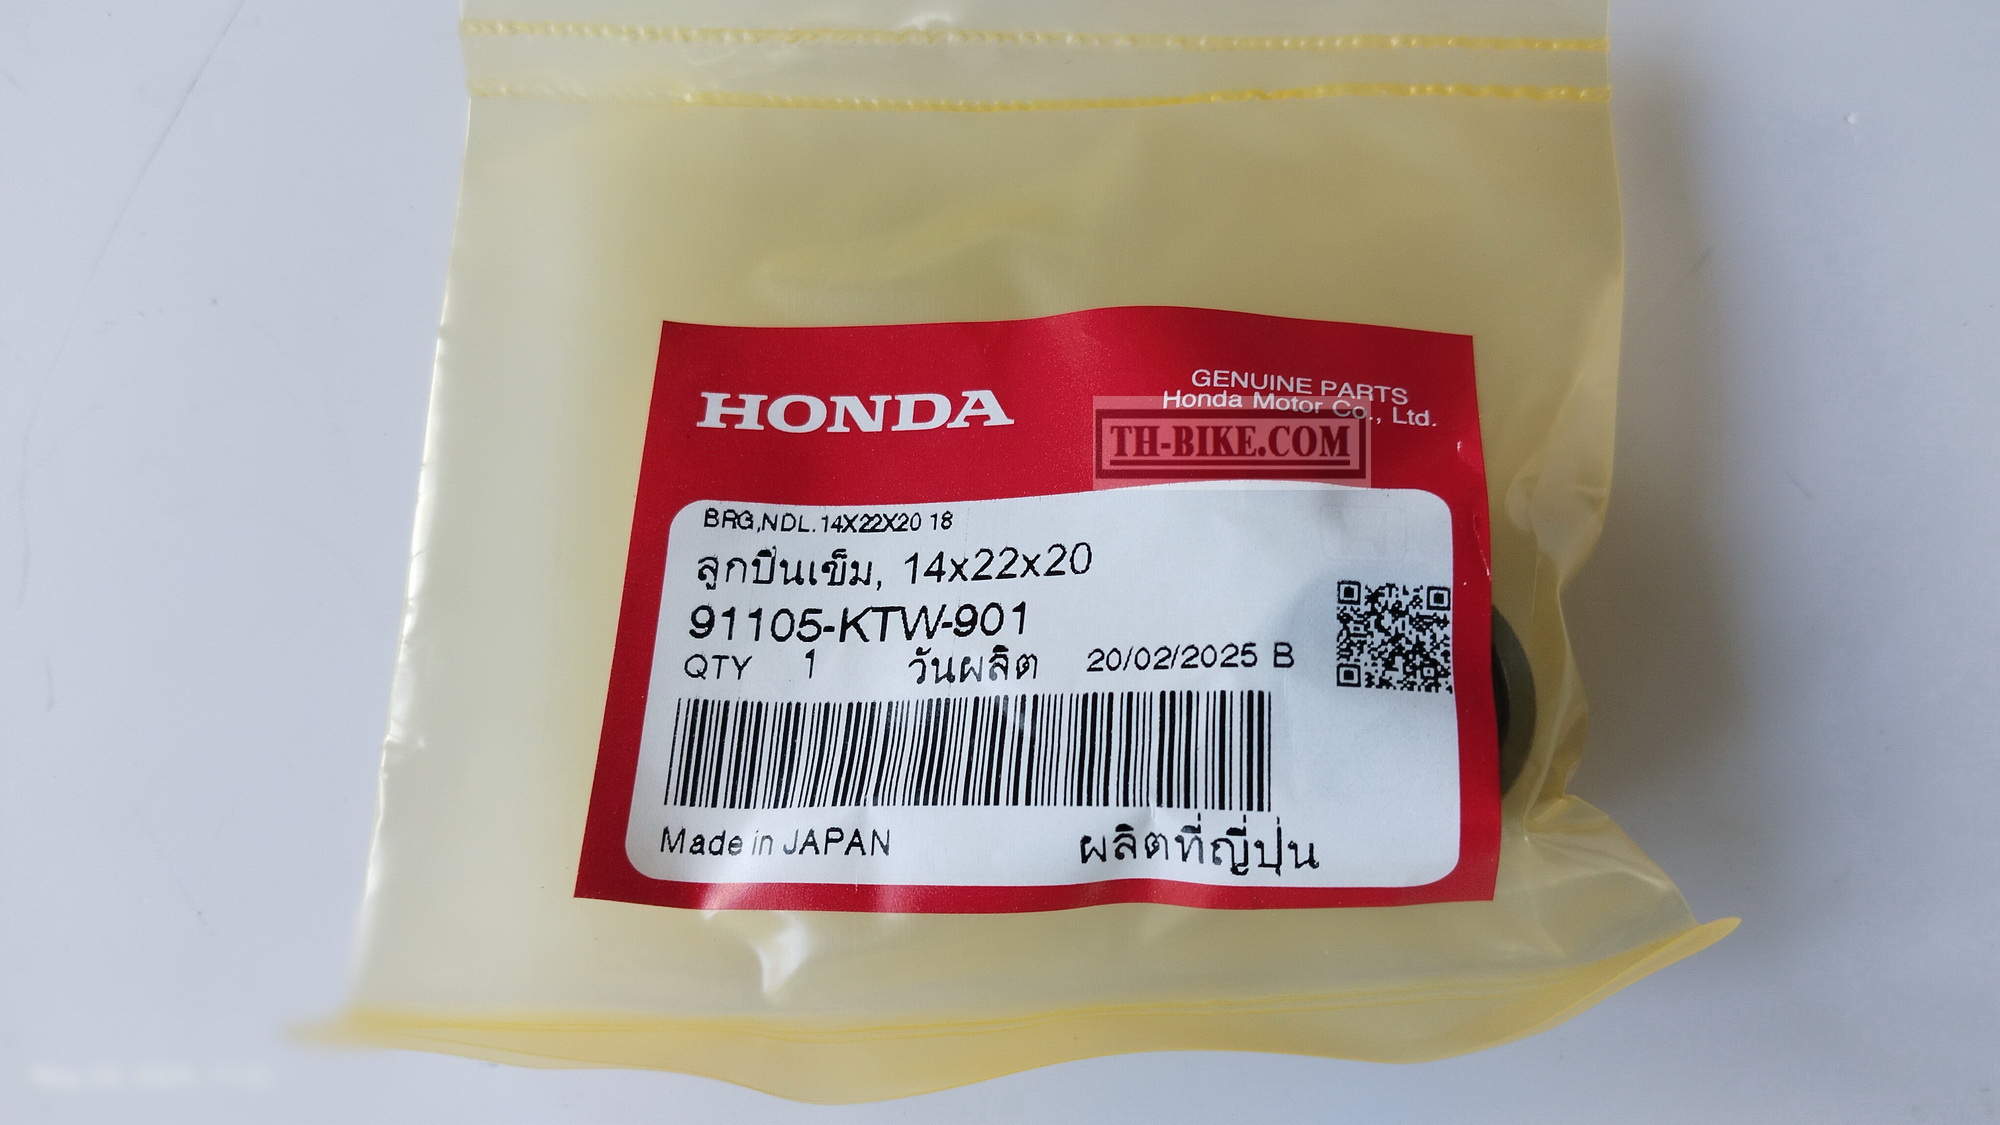 HONDA
GENUINE PARTS
Honda Motor Co., Ltd.
TH-BIKE.COM
BRG,NDL.14X22X20 18
ลูกปืนเข็ม, 14x22x20
91105-KTW-901
QTY 1 วันผลิต 20/02/2025 B
Made in JAPAN ผลิตที่ญี่ปุ่น